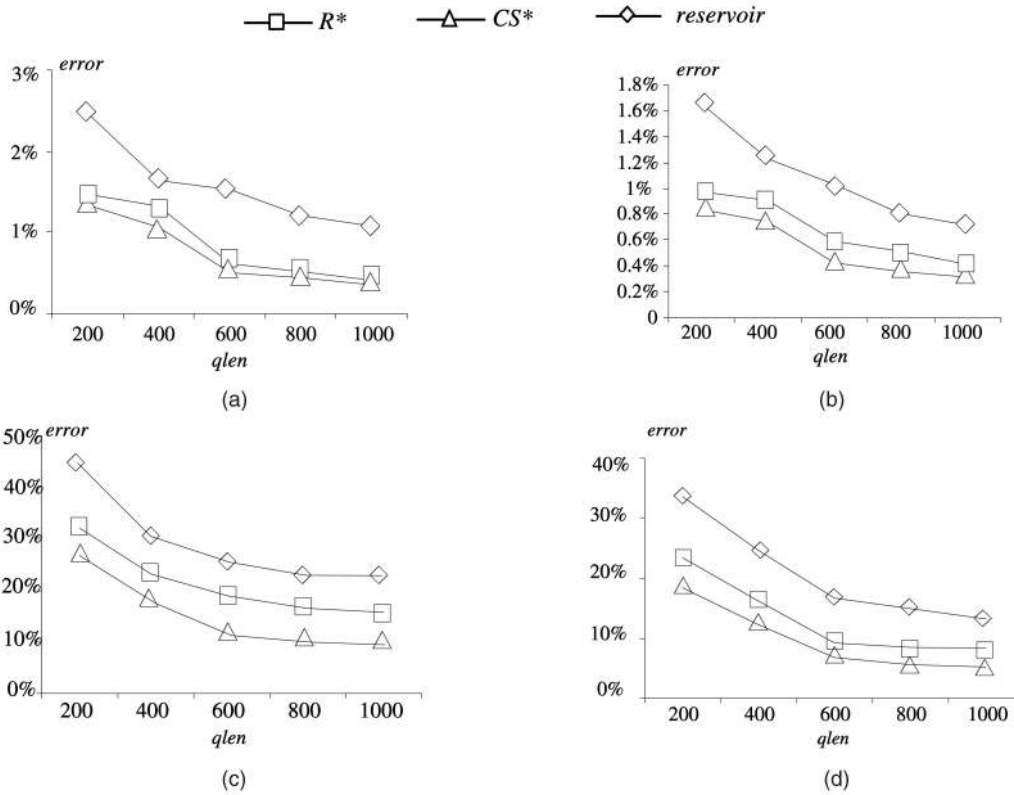 R* CS* reservoir
error
3%
2%
1%
0%
200 400 600 800 1000
qlen
(a)
error
1.8%
1.6%
1.4%
1.2%
1%
0.8%
0.6%
0.4%
0.2%
0
200 400 600 800 1000
qlen
(b)
error
50%
40%
30%
20%
10%
0%
200 400 600 800 1000
qlen
(c)
error
40%
30%
20%
10%
0%
200 400 600 800 1000
qlen
(d)